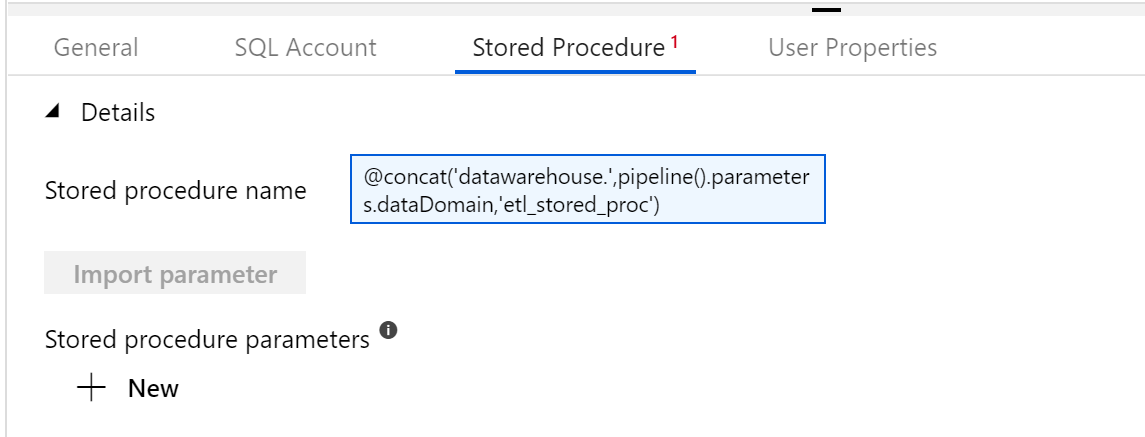 General SQL Account Stored Procedure 1 User Properties
Details
Stored procedure name
@concat('datawarehouse.',pipeline().parameter
s.dataDomain,'etl_stored_proc')
Import parameter
Stored procedure parameters i
+ New